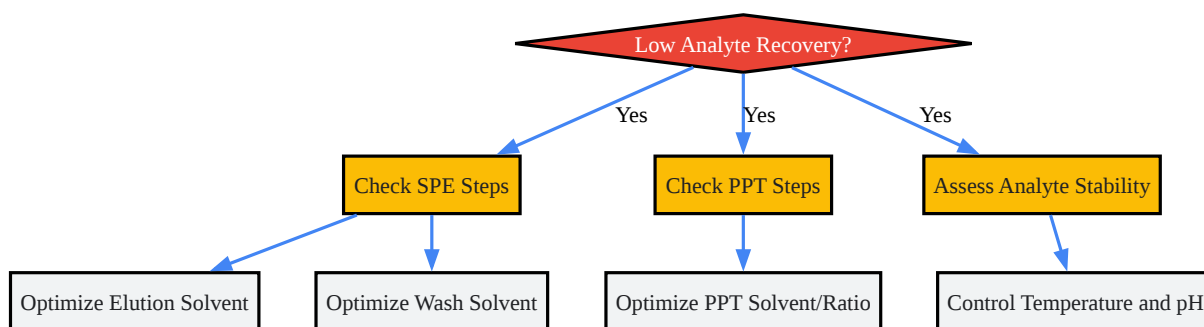 Low Analyte Recovery?
Yes
Yes
Yes
Check SPE Steps
Check PPT Steps
Assess Analyte Stability
Optimize Elution Solvent
Optimize Wash Solvent
Optimize PPT Solvent/Ratio
Control Temperature and pH